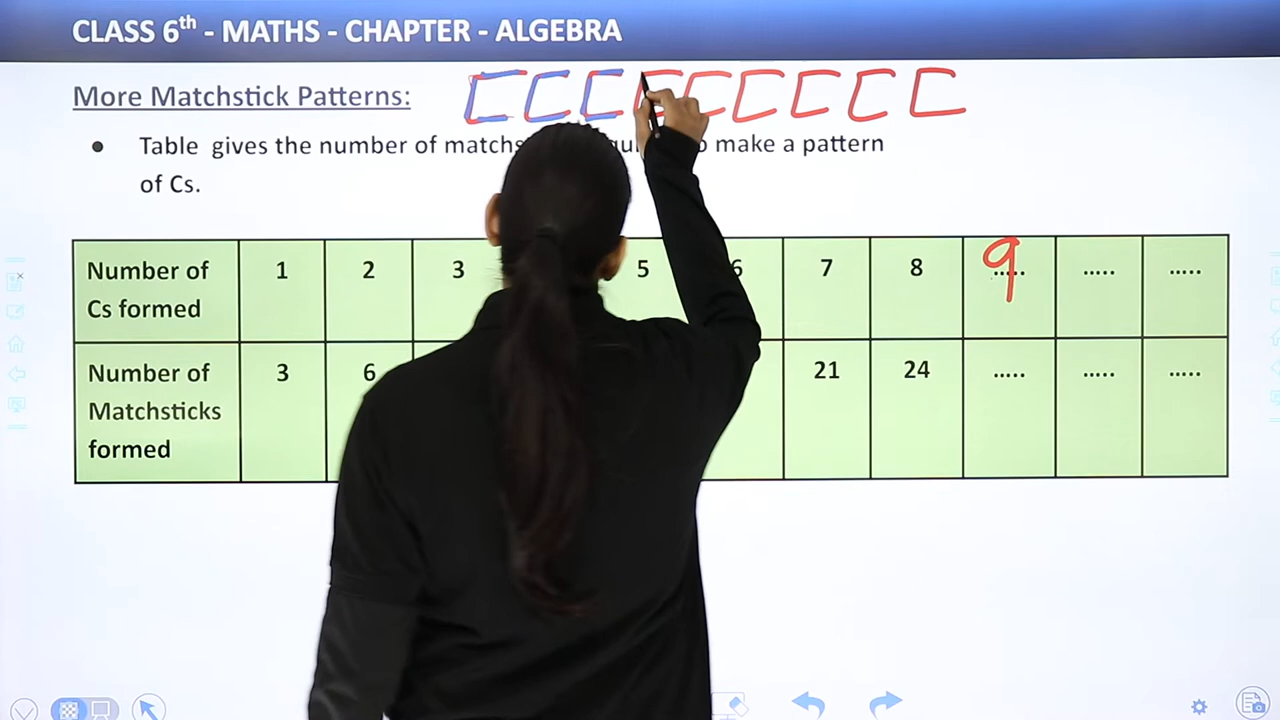 CLASS 6th - MATHS - CHAPTER - ALGEBRA
More Matchstick Patterns:
Table gives the number of make a pattern
of Cs.
Number of Cs formed 1 2 3 5 6 7 8 9 ..... ..... .....
Number of Matchsticks formed 3 6 21 24 ..... ..... .....